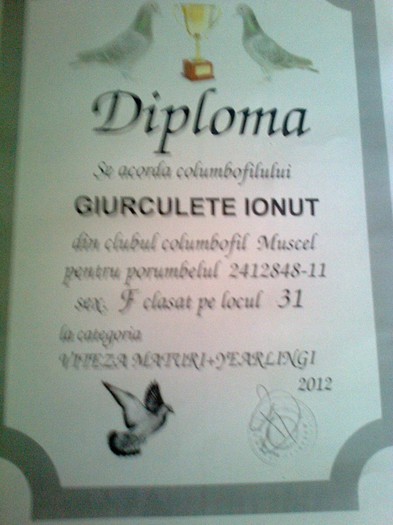 Diploma
Se acorda columbofilului
GIURCULETE IONUT
din clubul columbofil Muscel
pentru porumbelul 2412848-11
sex, F clasat pe locul 31
la categoria
VITEZA MATURI+YEARLINGI
2012